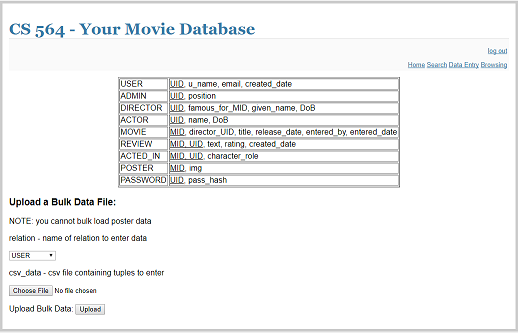 CS 564 - Your Movie Database
log out
Home Search Data Entry Browsing
USER UID, u_name, email, created_date
ADMIN UID, position
DIRECTOR UID, famous_for_MID, given_name, DoB
ACTOR UID, name, DoB
MOVIE MID, director_UID, title, release_date, entered_by, entered_date
REVIEW MID, UID, text, rating, created_date
ACTED_IN MID, UID, character_role
POSTER MID, img
PASSWORD UID, pass_hash
Upload a Bulk Data File:
NOTE: you cannot bulk load poster data
relation - name of relation to enter data
USER
csv_data - csv file containing tuples to enter
Choose File No file chosen
Upload Bulk Data: Upload